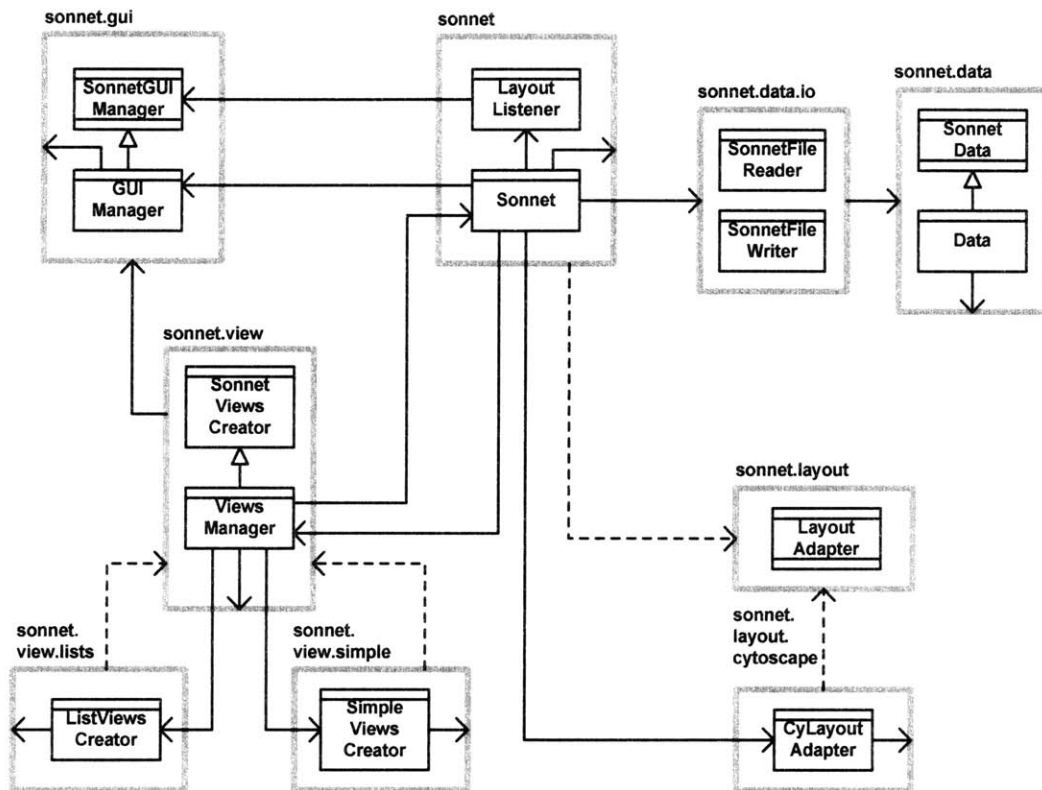 sonnet.gui
SonnetGUI
Manager
GUI
Manager
sonnet
Layout
Listener
Sonnet
sonnet.data.io
SonnetFile
Reader
SonnetFile
Writer
sonnet.data
Sonnet
Data
Data
sonnet.view
Sonnet
Views
Creator
Views
Manager
sonnet.layout
Layout
Adapter
sonnet.
view.lists
ListViews
Creator
sonnet.
view.simple
Simple
Views
Creator
sonnet.
layout.
cytoscape
CyLayout
Adapter